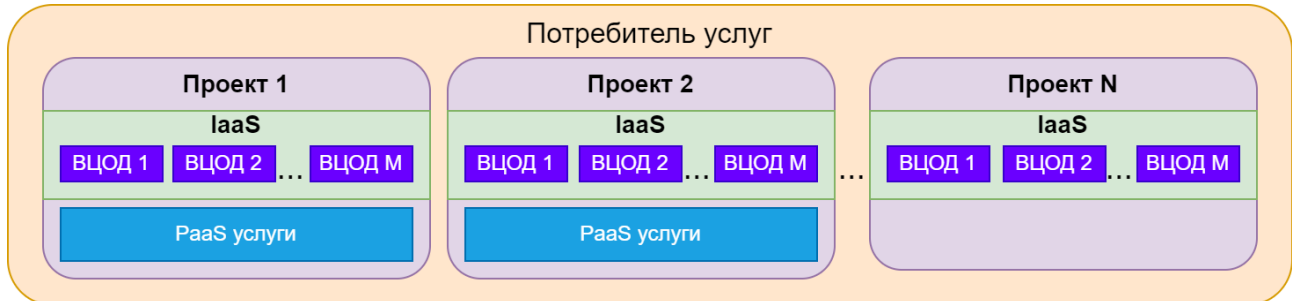 Потребитель услуг
Проект 1
IaaS
ВЦОД 1 ВЦОД 2 ... ВЦОД М
PaaS услуги
Проект 2
IaaS
ВЦОД 1 ВЦОД 2 ... ВЦОД М
PaaS услуги
...
Проект N
IaaS
ВЦОД 1 ВЦОД 2 ... ВЦОД М